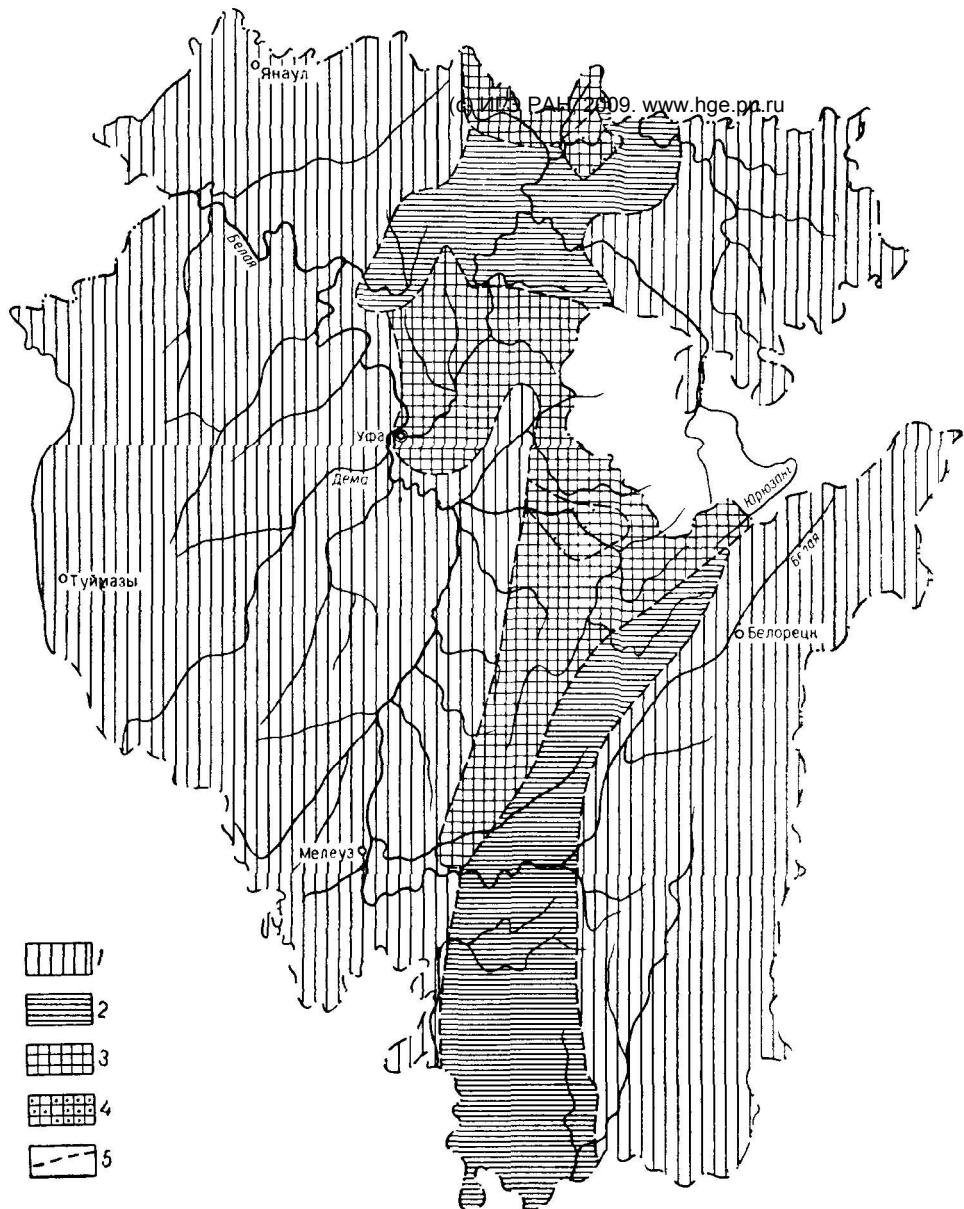 Янаул
(c) ИГЗ РАН 2009. www.hge.pu.ru
Белая
Уфа
Дема
Юрюзань
Белая
Туймазы
Белорецк
Мелеуз
1
2
3
4
5